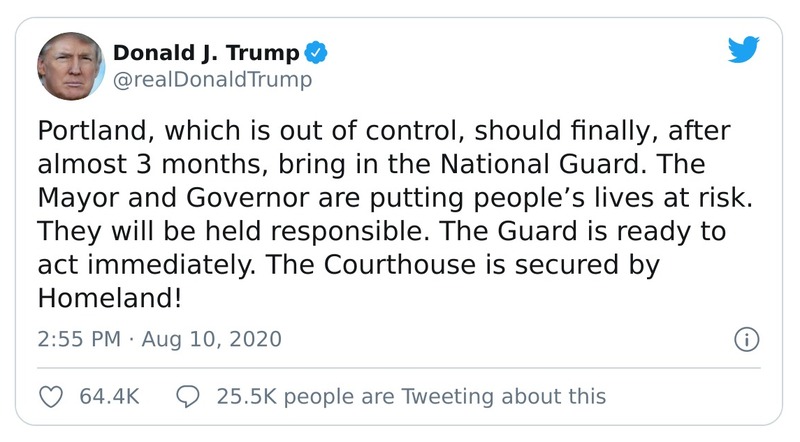 Donald J. Trump
@realDonaldTrump
Portland, which is out of control, should finally, after
almost 3 months, bring in the National Guard. The
Mayor and Governor are putting people’s lives at risk.
They will be held responsible. The Guard is ready to
act immediately. The Courthouse is secured by
Homeland!
2:55 PM · Aug 10, 2020
64.4K 25.5K people are Tweeting about this